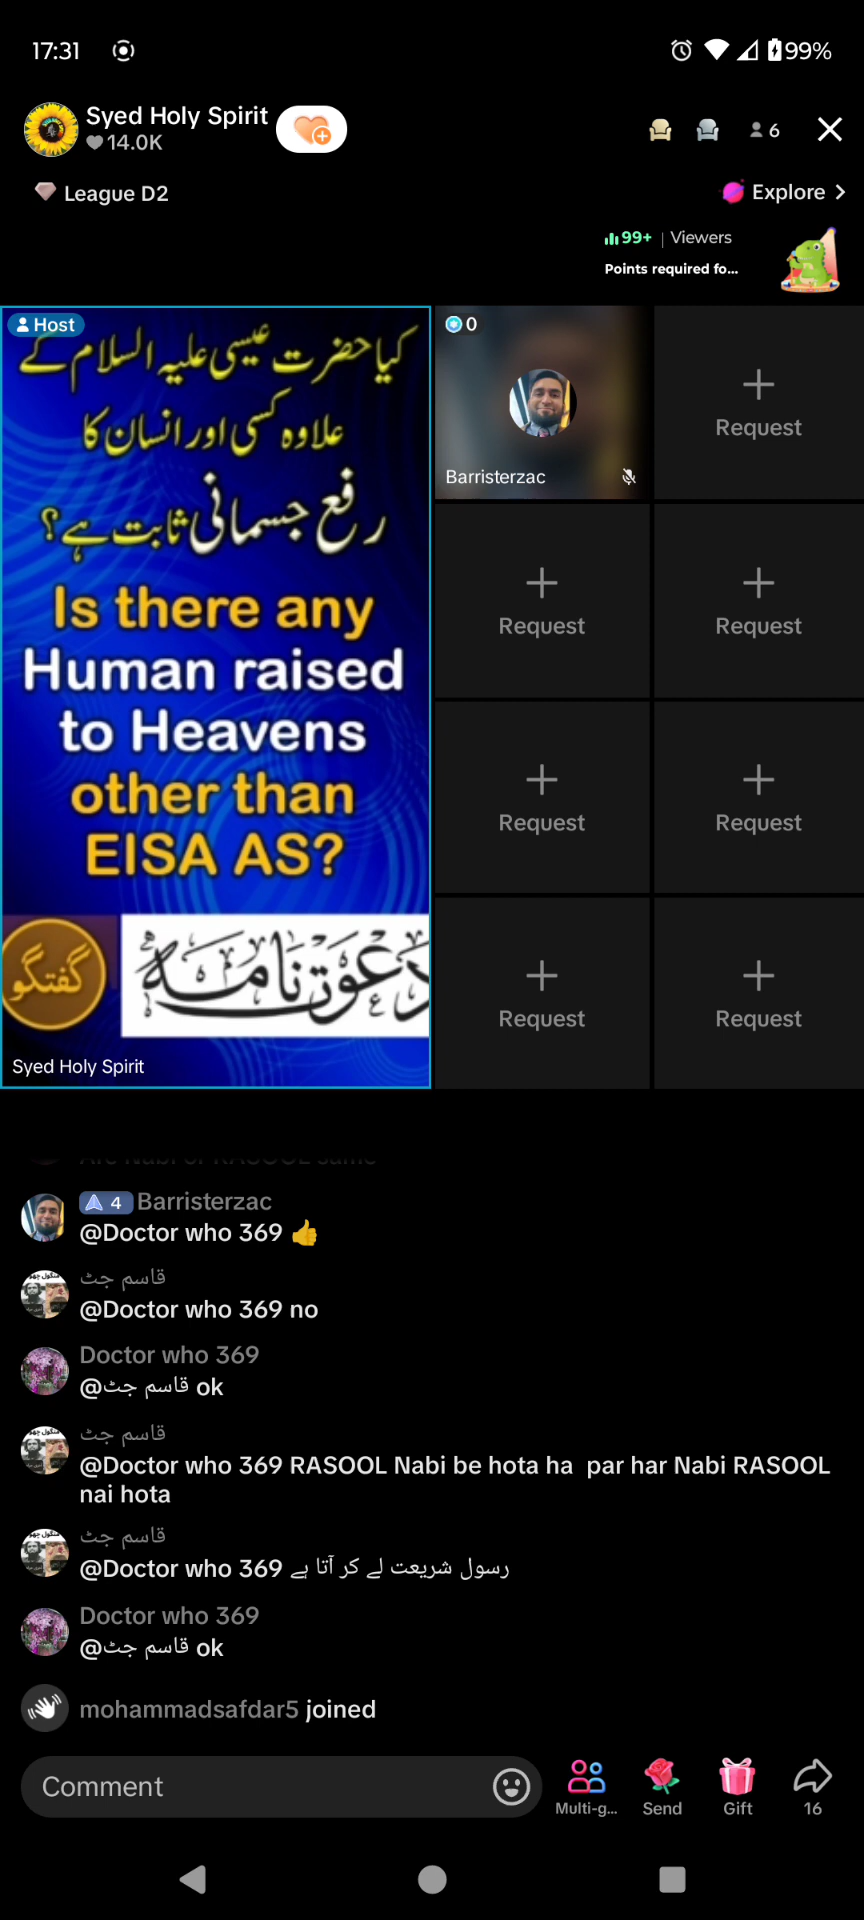 17:31
99%
Syed Holy Spirit
14.0K
6
League D2
Explore
99+ | Viewers
Points required fo...
Host
کیا حضرت عیسی علیہ السلام کے
علاوہ کسی اور انسان کا
رفع جسمانی ثابت ہے؟
Is there any
Human raised
to Heavens
other than
EISA AS?
گفتگو
دعوت نامہ
Syed Holy Spirit
0
Barristerzac
Request
Request
Request
Request
Request
Request
Request
Are Nabi or RASOOL same
4 Barristerzac
@Doctor who 369 👍
قاسم جٹ
@Doctor who 369 no
Doctor who 369
@قاسم جٹ ok
قاسم جٹ
@Doctor who 369 RASOOL Nabi be hota ha par har Nabi RASOOL
nai hota
قاسم جٹ
@Doctor who 369 رسول شریعت لے کر آتا ہے
Doctor who 369
@قاسم جٹ ok
mohammadsafdar5 joined
Comment
Multi-g...
Send
Gift
16